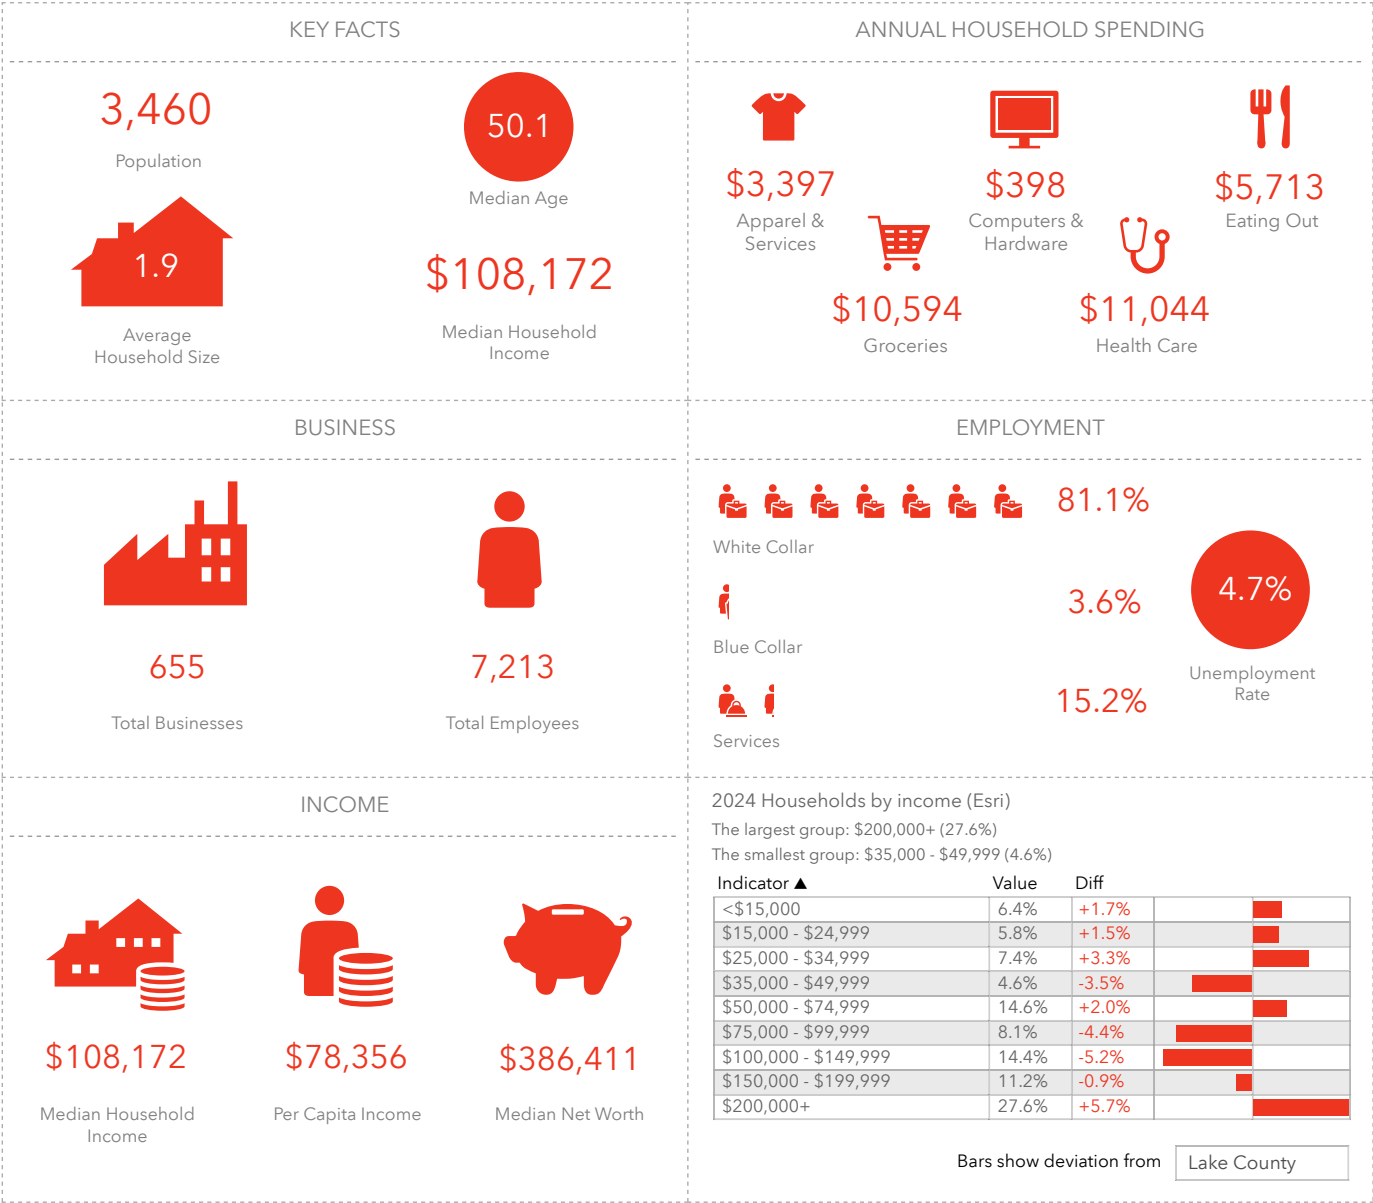 KEY FACTS
3,460
Population
50.1
Median Age
1.9
Average
Household Size
$108,172
Median Household
Income
ANNUAL HOUSEHOLD SPENDING
$3,397
Apparel &
Services
$398
Computers &
Hardware
$5,713
Eating Out
$10,594
Groceries
$11,044
Health Care
BUSINESS
655
Total Businesses
7,213
Total Employees
EMPLOYMENT
81.1%
White Collar
3.6%
Blue Collar
15.2%
Services
4.7%
Unemployment
Rate
INCOME
$108,172
Median Household
Income
$78,356
Per Capita Income
$386,411
Median Net Worth
2024 Households by income (Esri)
The largest group: $200,000+ (27.6%)
The smallest group: $35,000 - $49,999 (4.6%)
Indicator ▲ Value Diff
<$15,000 6.4% +1.7%
$15,000 - $24,999 5.8% +1.5%
$25,000 - $34,999 7.4% +3.3%
$35,000 - $49,999 4.6% -3.5%
$50,000 - $74,999 14.6% +2.0%
$75,000 - $99,999 8.1% -4.4%
$100,000 - $149,999 14.4% -5.2%
$150,000 - $199,999 11.2% -0.9%
$200,000+ 27.6% +5.7%
Bars show deviation from Lake County